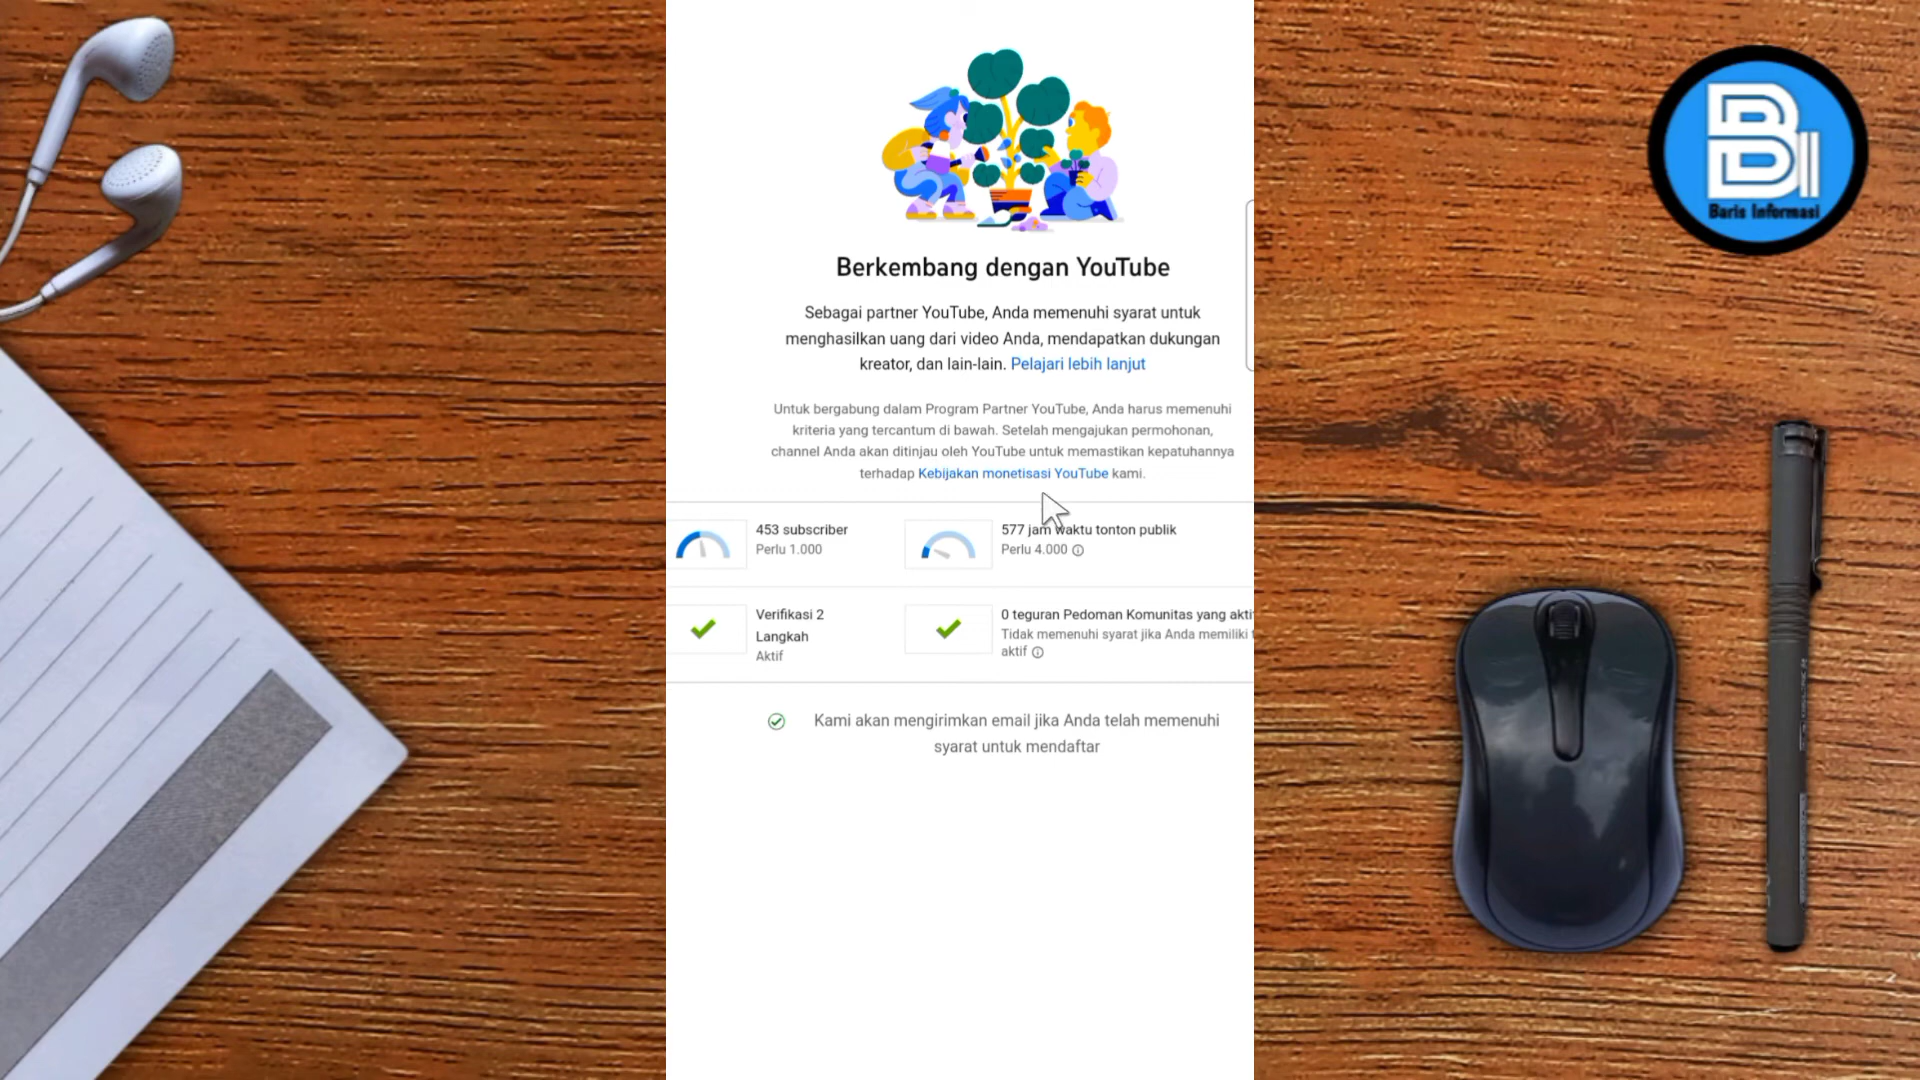 Baris Informasi
Berkembang dengan YouTube
Sebagai partner YouTube, Anda memenuhi syarat untuk
menghasilkan uang dari video Anda, mendapatkan dukungan
kreator, dan lain-lain. Pelajari lebih lanjut
Untuk bergabung dalam Program Partner YouTube, Anda harus memenuhi
kriteria yang tercantum di bawah. Setelah mengajukan permohonan,
channel Anda akan ditinjau oleh YouTube untuk memastikan kepatuhannya
terhadap Kebijakan monetisasi YouTube kami.
453 subscriber
Perlu 1.000
577 jam waktu tonton publik
Perlu 4.000
Verifikasi 2
Langkah
Aktif
0 teguran Pedoman Komunitas yang akti
Tidak memenuhi syarat jika Anda memiliki
aktif
Kami akan mengirimkan email jika Anda telah memenuhi
syarat untuk mendaftar